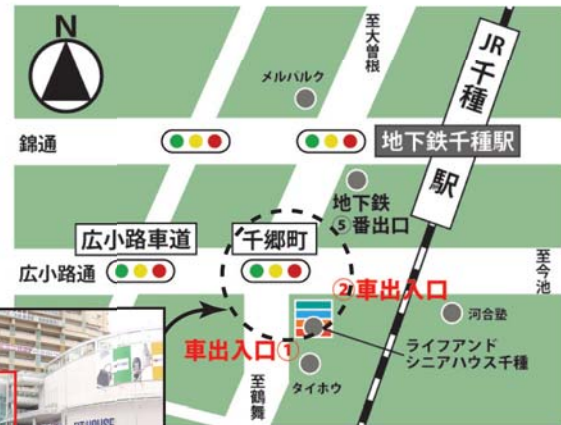 N
至大曽根
JR千種駅
メルパルク
錦通
地下鉄千種駅
地下鉄
⑤番出口
広小路車道
千郷町
広小路通
至今池
②車出入口
河合塾
車出入口①
ライフアンド
シニアハウス千種
タイホウ
至鶴舞